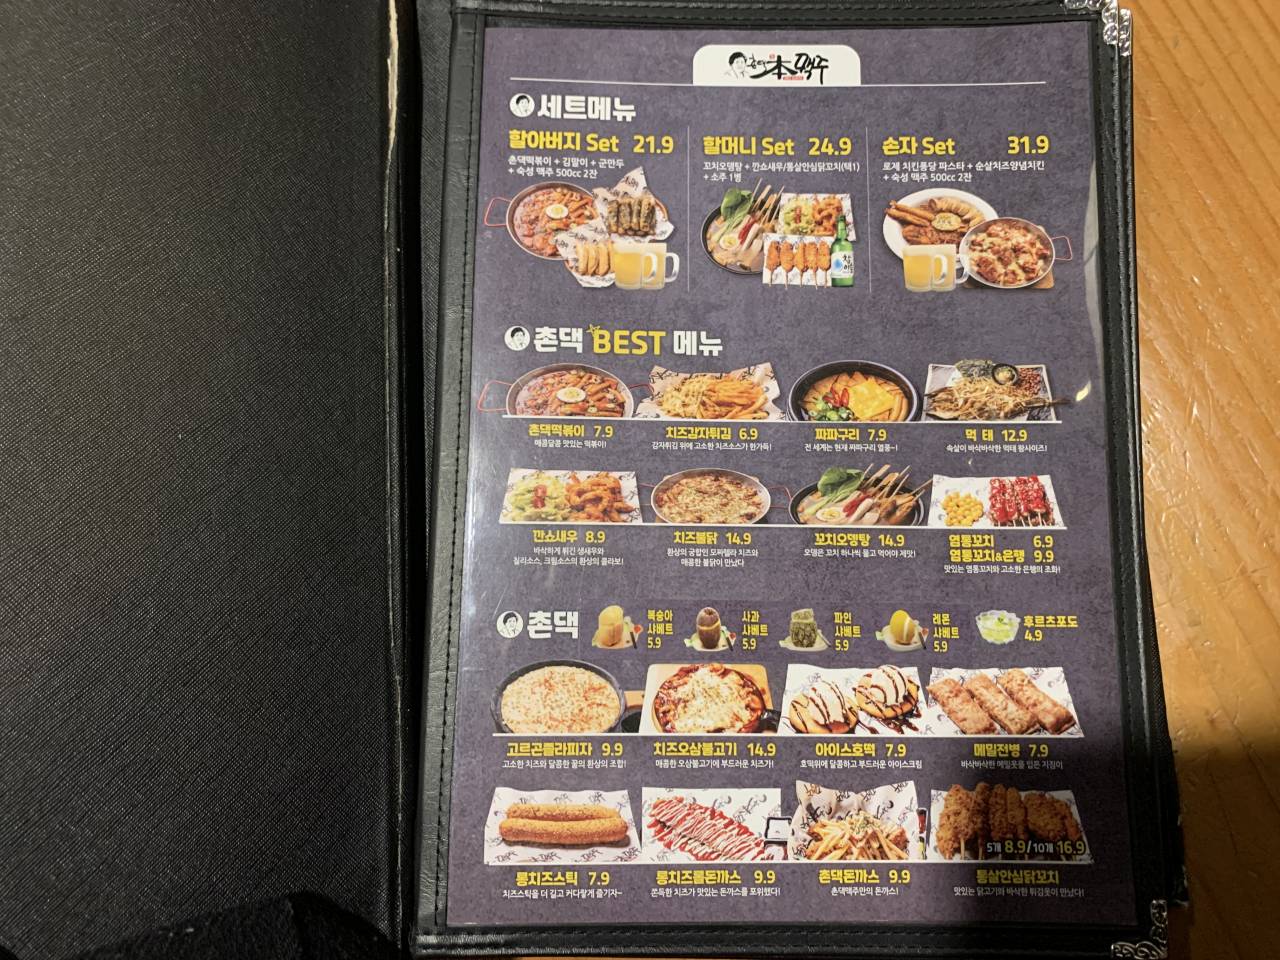 촌댁本맥주
세트메뉴
할아버지 Set 21.9
촌댁떡볶이 + 김말이 + 군만두
+ 숙성 맥주 500cc 2잔
할머니 Set 24.9
꼬치오뎅탕 + 깐쇼새우/통살안심닭꼬치(택1)
+ 소주 1병
손자 Set 31.9
로제 치킨퐁당 파스타 + 순살치즈양념치킨
+ 숙성 맥주 500cc 2잔
촌댁 BEST 메뉴
촌댁떡볶이 7.9
매콤달콤 맛있는 떡볶이!
치즈감자튀김 6.9
감자튀김 위에 고소한 치즈소스가 한가득!
짜파구리 7.9
전 세계는 현재 짜파구리 열풍~!
먹 태 12.9
속살이 바삭바삭한 먹태 왕사이즈!
깐쇼새우 8.9
바삭하게 튀긴 생새우와
칠리소스, 크림소스의 환상의 콜라보!
치즈불닭 14.9
환상의 궁합인 모짜렐라 치즈와
매콤한 불닭이 만났다
꼬치오뎅탕 14.9
오뎅은 꼬치 하나씩 들고 먹어야 제맛!
염통꼬치 6.9
염통꼬치&은행 9.9
맛있는 염통꼬치와 고소한 은행의 조화!
촌댁
복숭아
샤베트
5.9
사과
샤베트
5.9
파인
샤베트
5.9
레몬
샤베트
5.9
후르츠포도
4.9
고르곤졸라피자 9.9
고소한 치즈와 달콤한 꿀의 환상의 조합!
치즈오삼불고기 14.9
매콤한 오삼불고기에 부드러운 치즈가!
아이스호떡 7.9
호떡위에 달콤하고 부드러운 아이스크림
메밀전병 7.9
바삭바삭한 메밀옷을 입은 지짐이
통치즈스틱 7.9
치즈스틱을 더 길고 커다랗게 즐기자~
통치즈롤돈까스 9.9
쫀득한 치즈가 맛있는 돈까스를 포위했다!
촌댁돈까스 9.9
촌댁맥주만의 돈까스!
5개 8.9/10개 16.9
통살안심닭꼬치
맛있는 닭고기와 바삭한 튀김옷이 만났다!